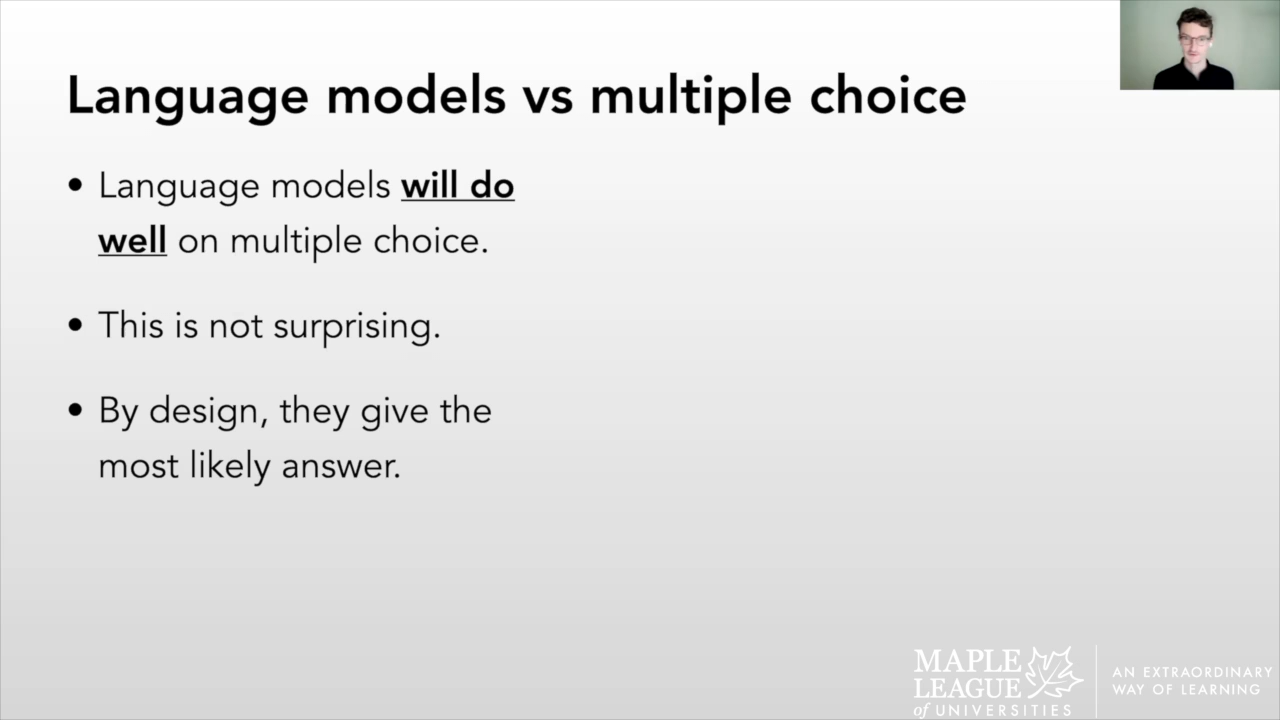 Language models vs multiple choice
• Language models will do
well on multiple choice.
• This is not surprising.
• By design, they give the
most likely answer.
MAPLE
LEAGUE
of UNIVERSITIES
AN EXTRAORDINARY
WAY OF LEARNING